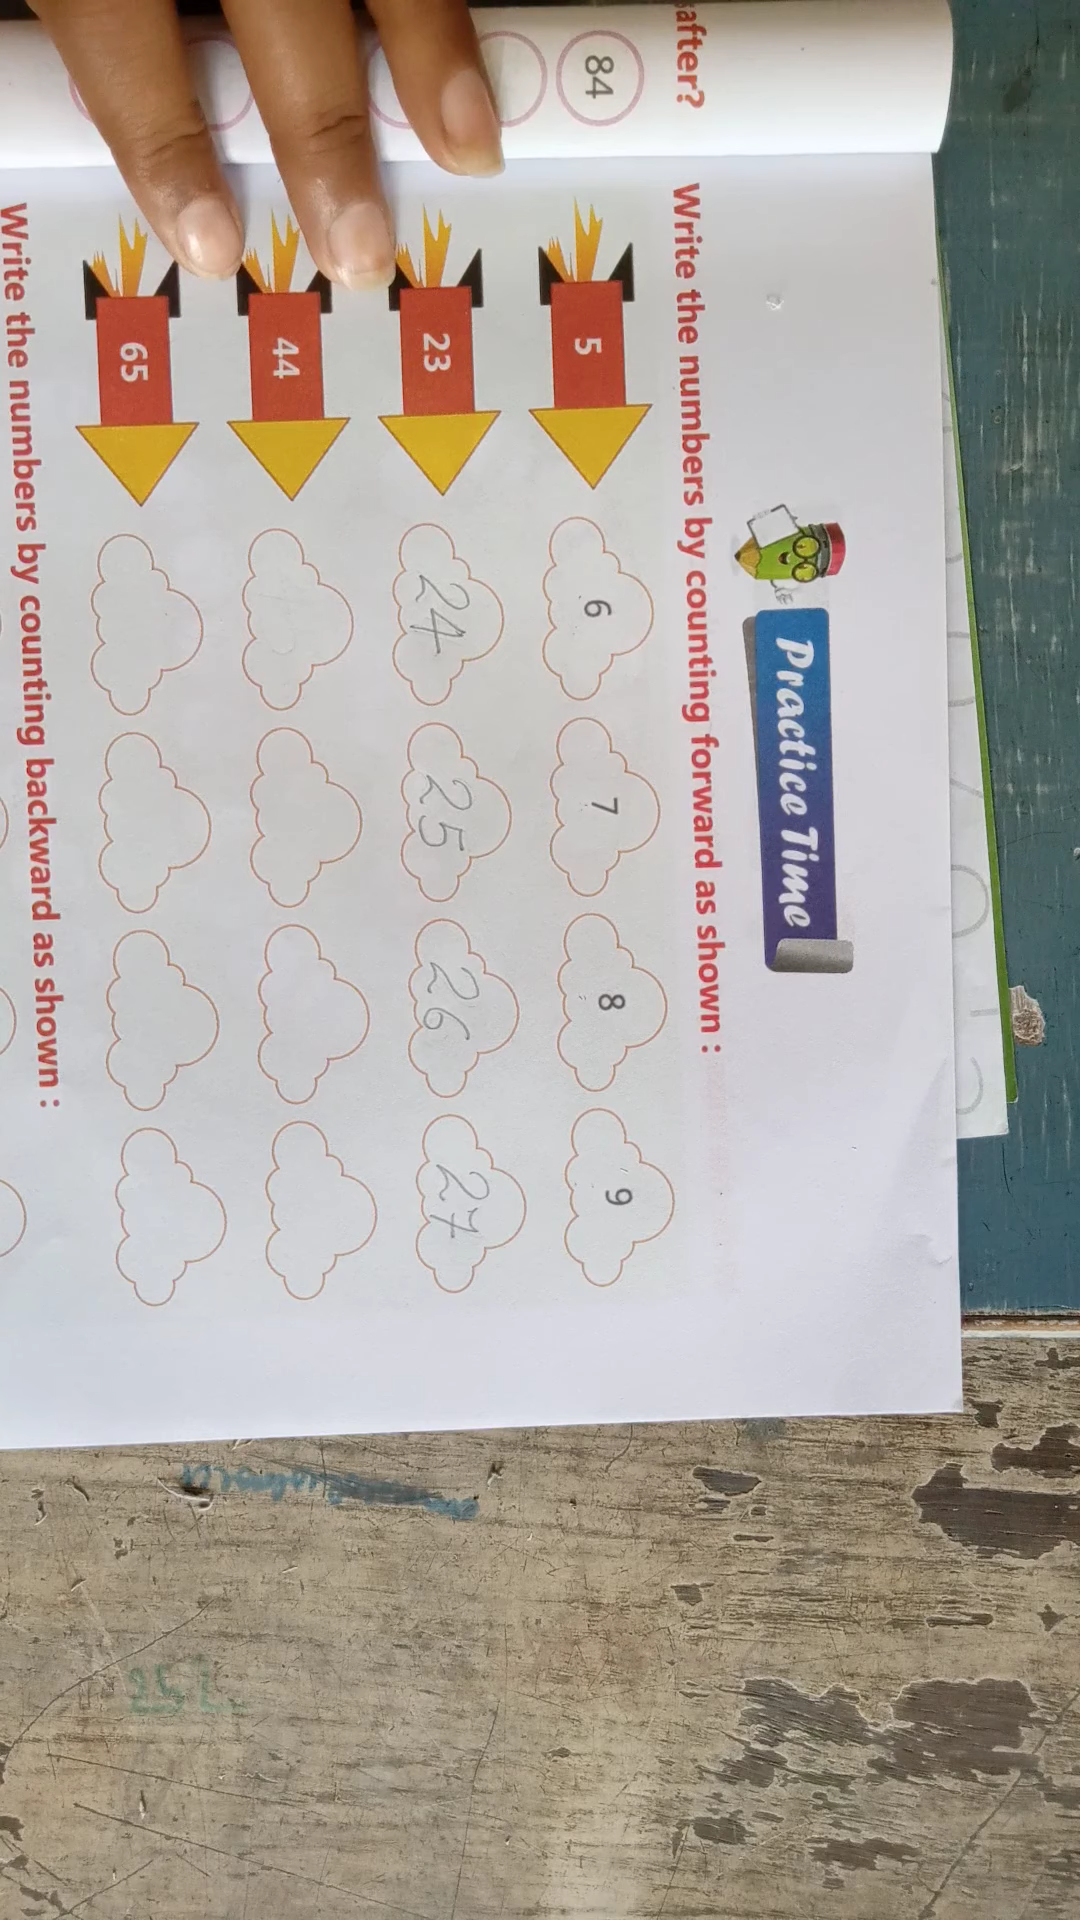 after?
84
Practice Time
Write the numbers by counting forward as shown :
5 6 7 8 9
23 24 25 26 27
44
65
Write the numbers by counting backward as shown :